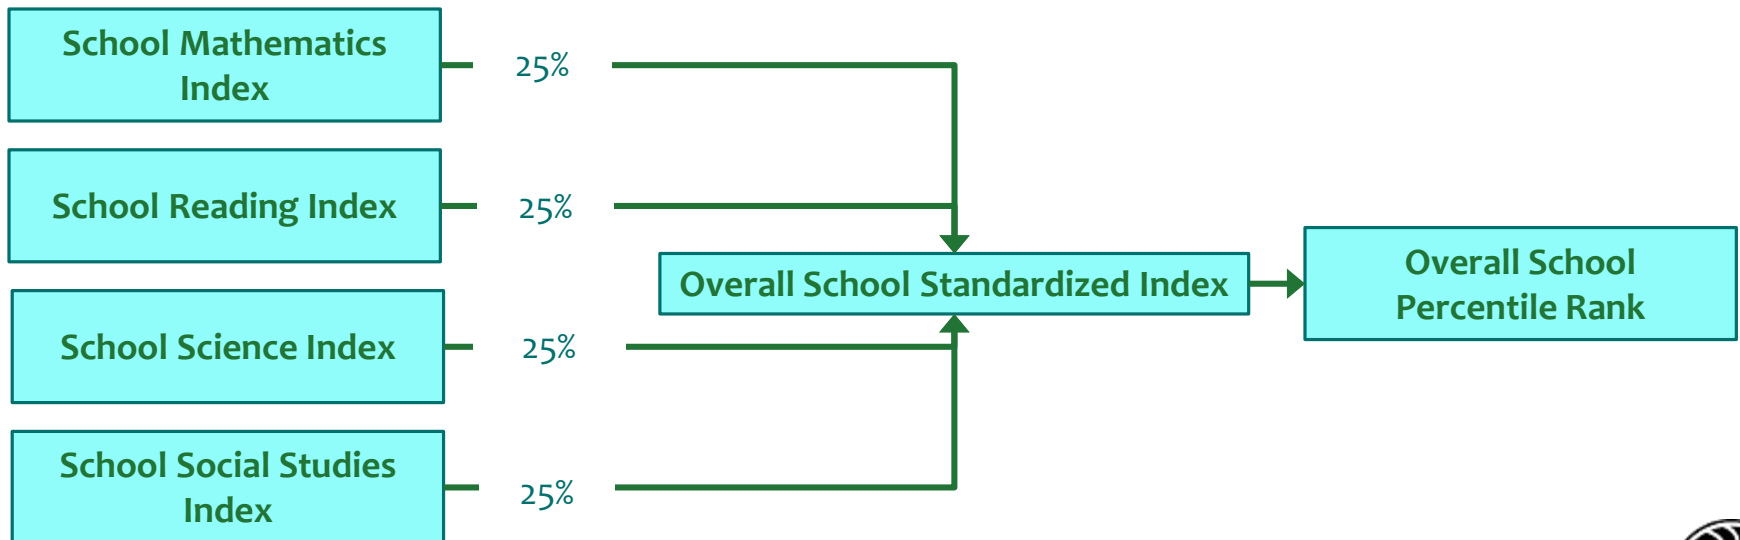 School Mathematics
Index
25%
School Reading Index
25%
Overall School Standardized Index
Overall School
Percentile Rank
School Science Index
25%
School Social Studies
Index
25%